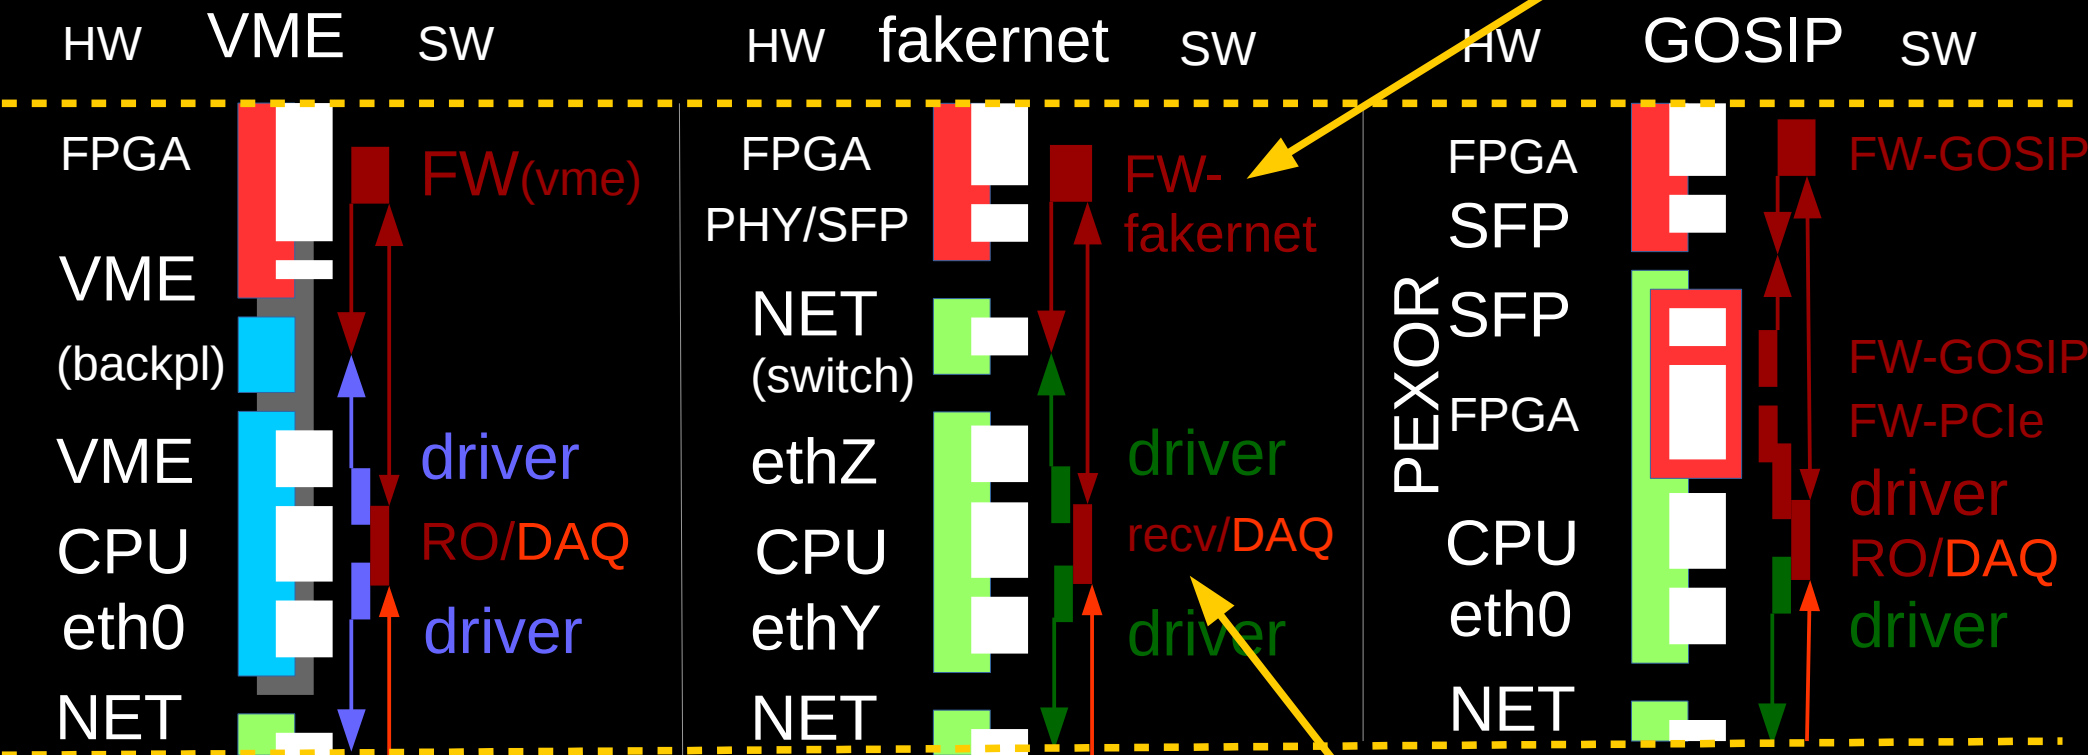 HW VME SW
FPGA
FW(vme)
VME
(backpl)
VME
driver
CPU
RO/DAQ
eth0
driver
NET
HW fakernet SW
FPGA
FW-
PHY/SFP
fakernet
NET
(switch)
ethZ
driver
CPU
recv/DAQ
ethY
driver
NET
HW GOSIP SW
FPGA
FW-GOSIP
SFP
PEXOR
SFP
FW-GOSIP
FPGA
FW-PCIe
driver
CPU
RO/DAQ
eth0
driver
NET